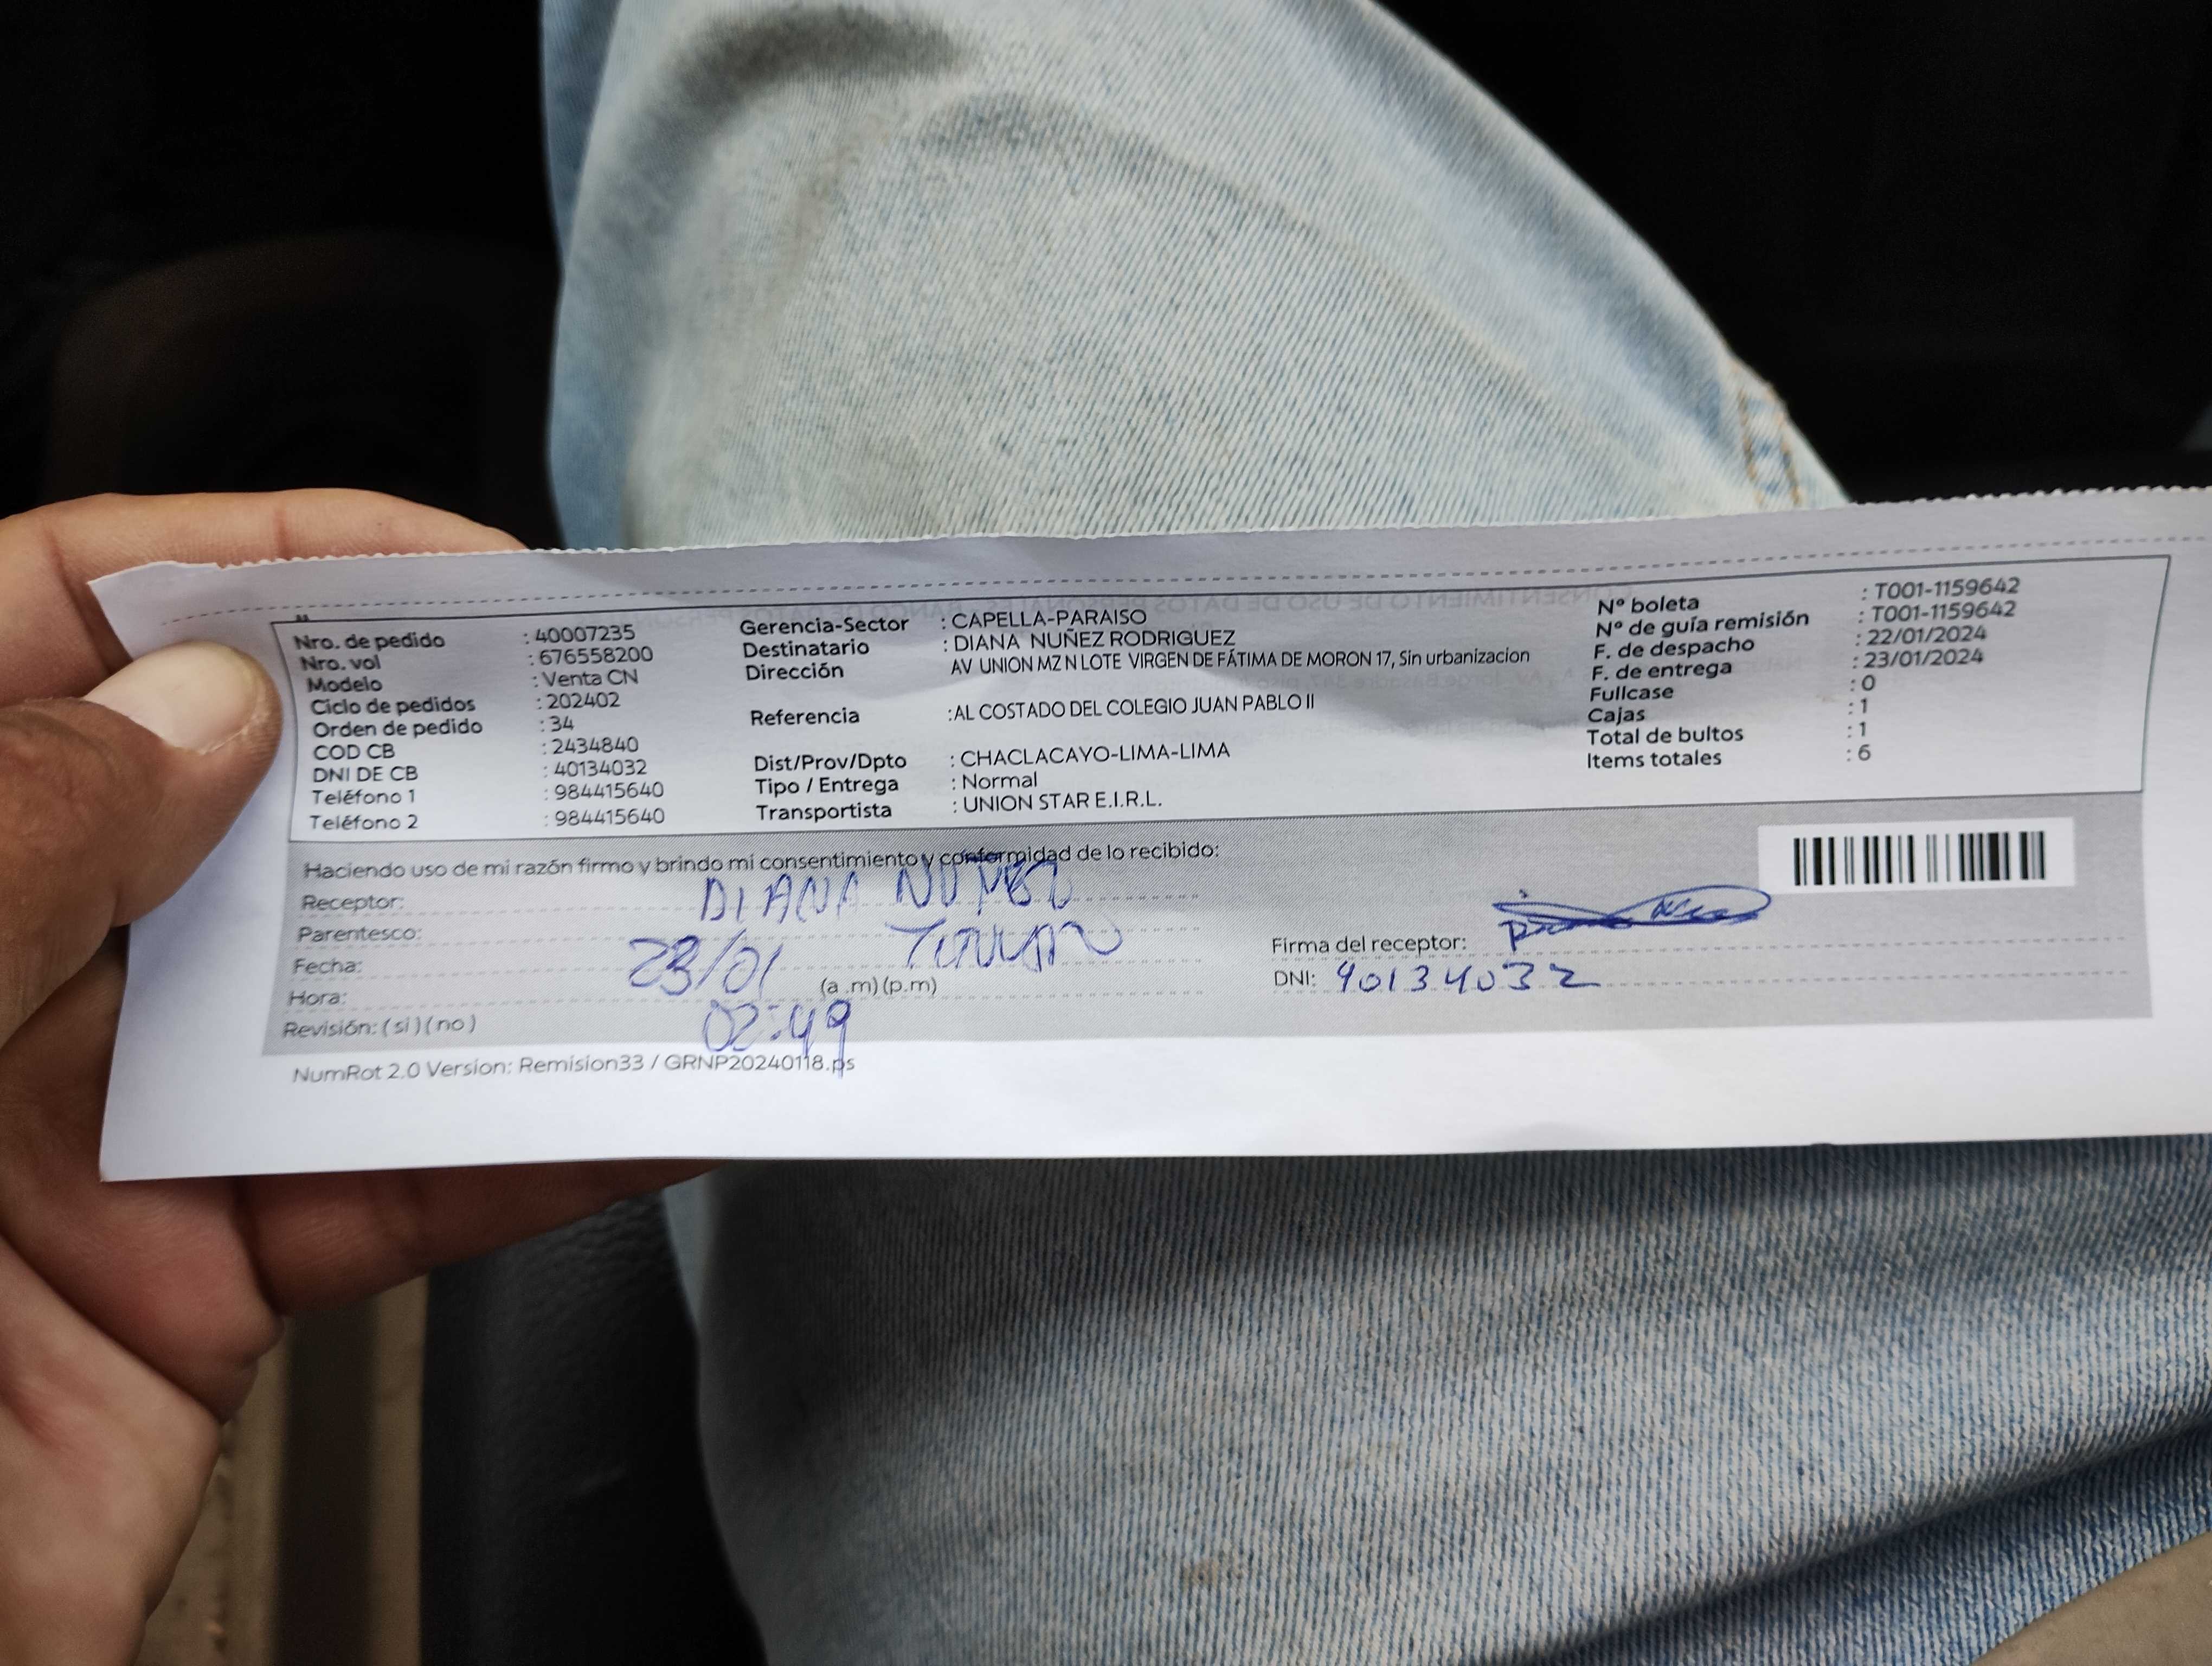 Nro. de pedido : 40007235
Nro. vol : 676558200
Modelo : Venta CN
Ciclo de pedidos : 202402
Orden de pedido : 34
COD CB : 2434840
DNI DE CB : 40134032
Teléfono 1 : 984415640
Teléfono 2 : 984415640
Gerencia-Sector : CAPELLA-PARAISO
Destinatario : DIANA NUÑEZ RODRIGUEZ
Dirección AV UNION MZ N LOTE VIRGEN DE FÁTIMA DE MORON 17, Sin urbanizacion
Referencia : AL COSTADO DEL COLEGIO JUAN PABLO II
Dist/Prov/Dpto : CHACLACAYO-LIMA-LIMA
Tipo / Entrega : Normal
Transportista : UNION STAR E.I.R.L.
Nº boleta : T001-1159642
Nº de guía remisión : T001-1159642
F. de despacho : 22/01/2024
F. de entrega : 23/01/2024
Fullcase : 0
Cajas : 1
Total de bultos : 1
Items totales : 6
Haciendo uso de mi razón firmo y brindo mi consentimiento y conformidad de lo recibido:
Receptor: DIANA NUÑEZ
Parentesco:
Fecha: 23/01
Hora: (a .m) (p.m)
02:49
Revisión: ( si ) ( no )
Firma del receptor:
DNI: 40134032
NumRot 2.0 Version: Remision33 / GRNP20240118.ps